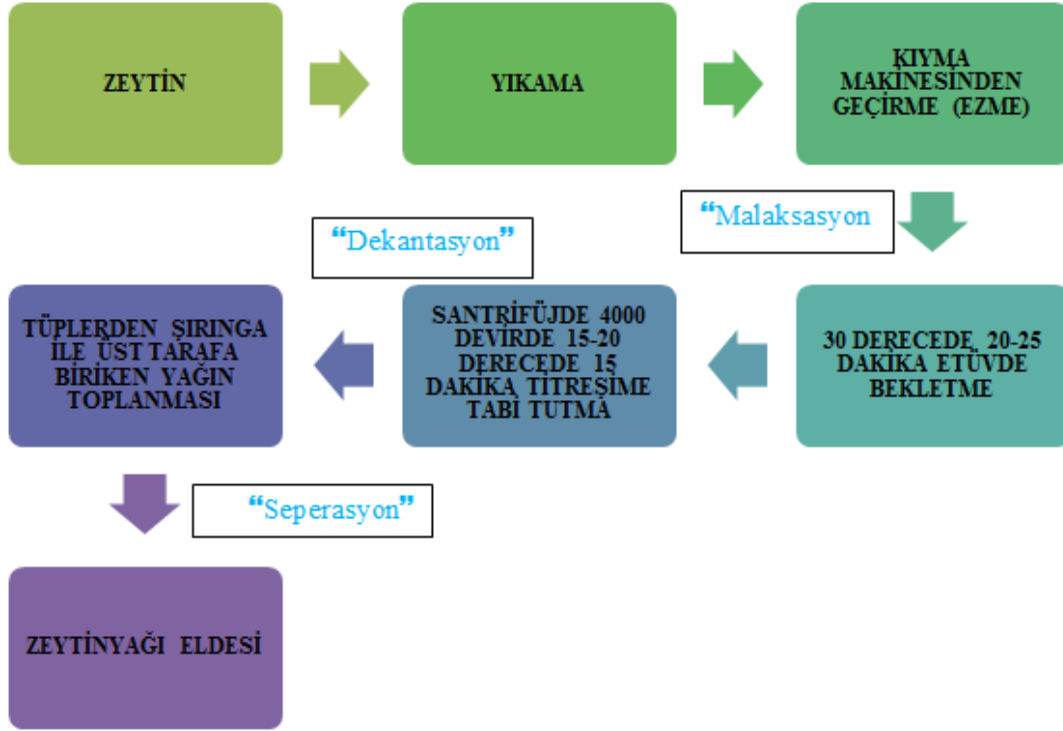 ZEYTİN
YIKAMA
KIYMA
MAKİNESİNDEN
GEÇİRME (EZME)
“Malaksasyon
“Dekantasyon”
30 DERECEDE 20-25
DAKİKA ETÜVDE
BEKLETME
SANTRİFÜJDE 4000
DEVİRDE 15-20
DERECEDE 15
DAKİKA TİTREŞİME
TABİ TUTMA
TÜPLERDEN ŞIRINGA
İLE ÜST TARAFA
BİRİKEN YAĞIN
TOPLANMASI
“Seperasyon”
ZEYTİNYAĞI ELDESİ